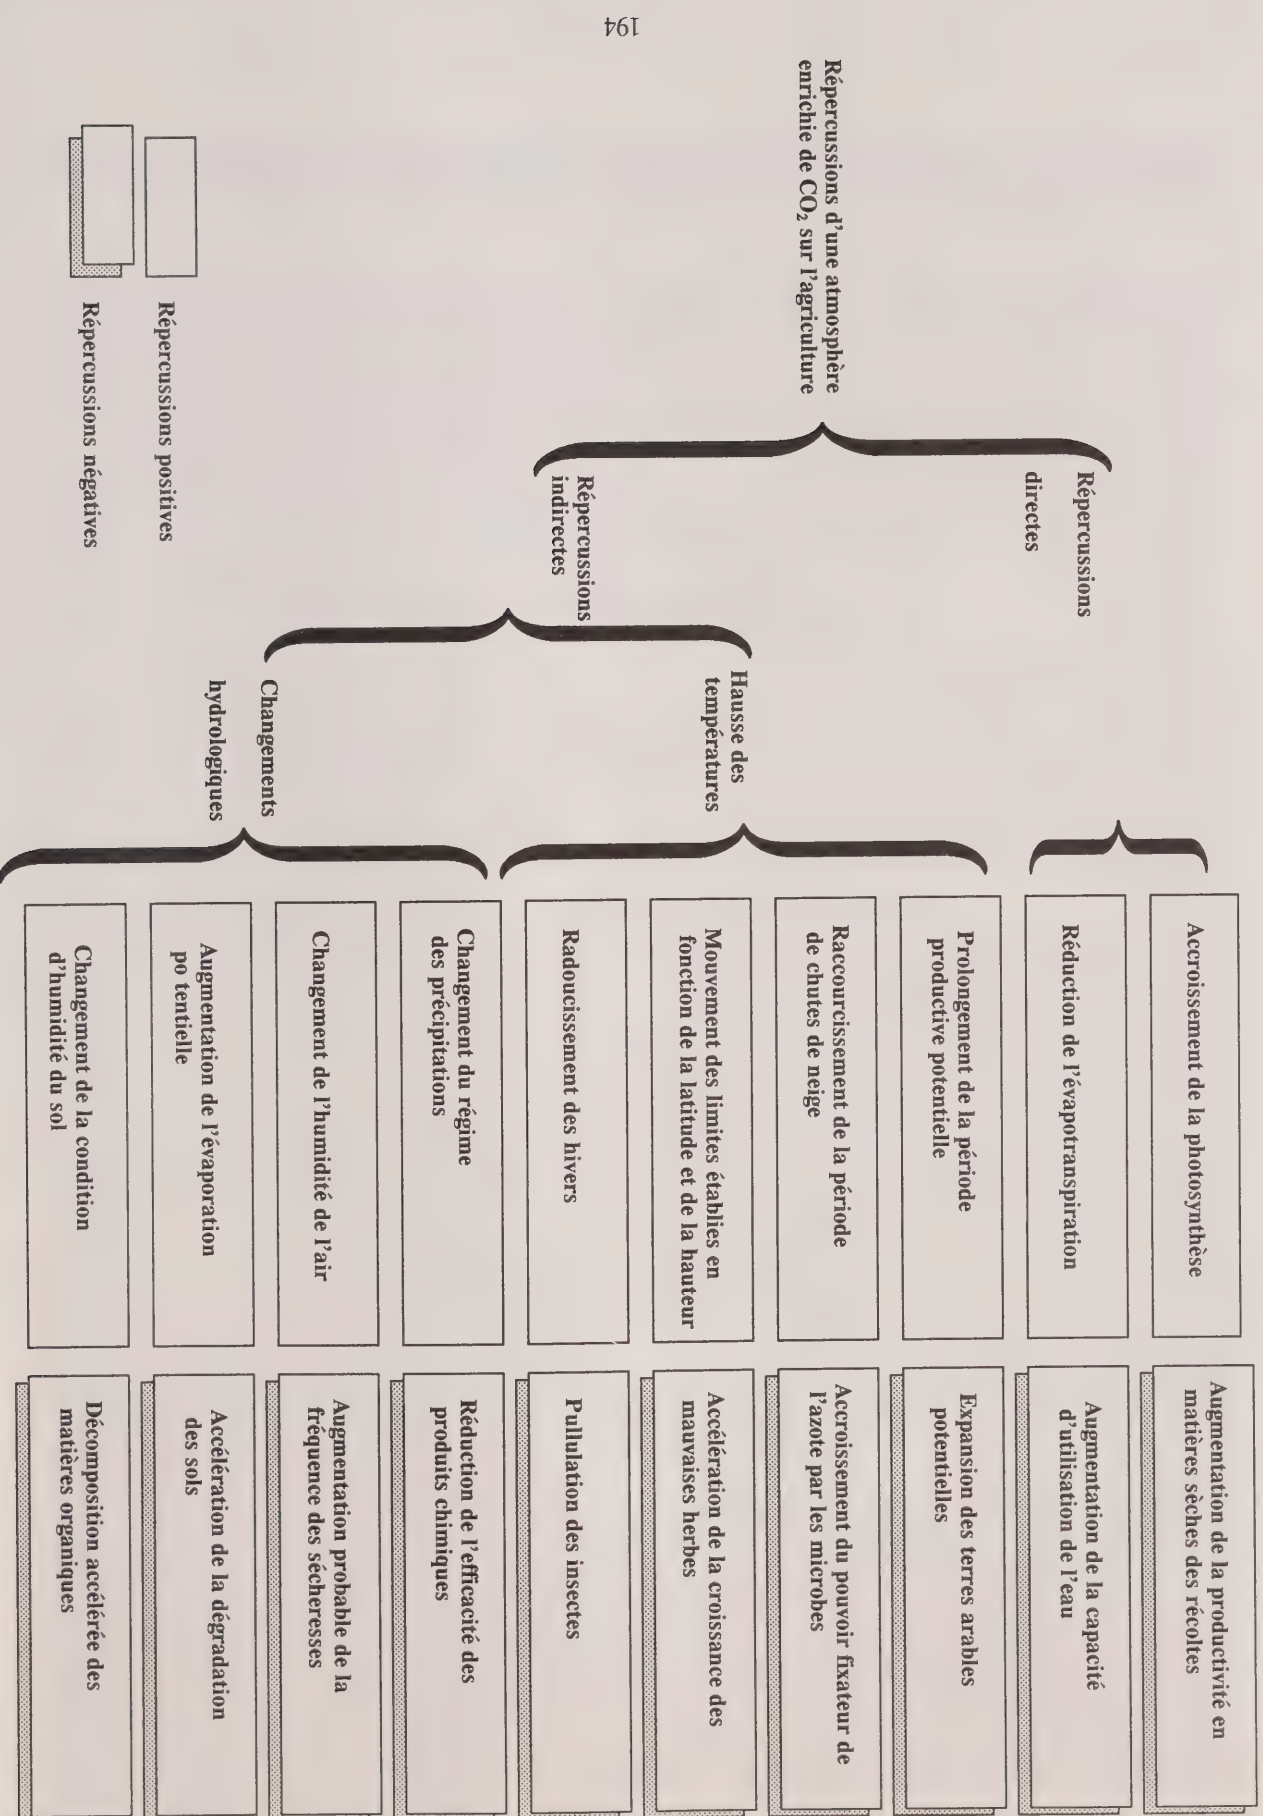 194
Répercussions d'une atmosphère
enrichie de CO₂ sur l'agriculture
Répercussions
directes
Répercussions
indirectes
Hausse des
températures
Changements
hydrologiques
Accroissement de la photosynthèse
Réduction de l'évapotranspiration
Prolongement de la période
productive potentielle
Raccourcissement de la période
de chutes de neige
Mouvement des limites établies en
fonction de la latitude et de la hauteur
Radoucissement des hivers
Changement du régime
des précipitations
Changement de l'humidité de l'air
Augmentation de l'évaporation
po tentielle
Changement de la condition
d'humidité du sol
Augmentation de la productivité en
matières sèches des récoltes
Augmentation de la capacité
d'utilisation de l'eau
Expansion des terres arables
potentielles
Accroissement du pouvoir fixateur de
l'azote par les microbes
Accélération de la croissance des
mauvaises herbes
Pullulation des insectes
Réduction de l'efficacité des
produits chimiques
Augmentation probable de la
fréquence des sécheresses
Accélération de la dégradation
des sols
Décomposition accélérée des
matières organiques
Répercussions positives
Répercussions négatives